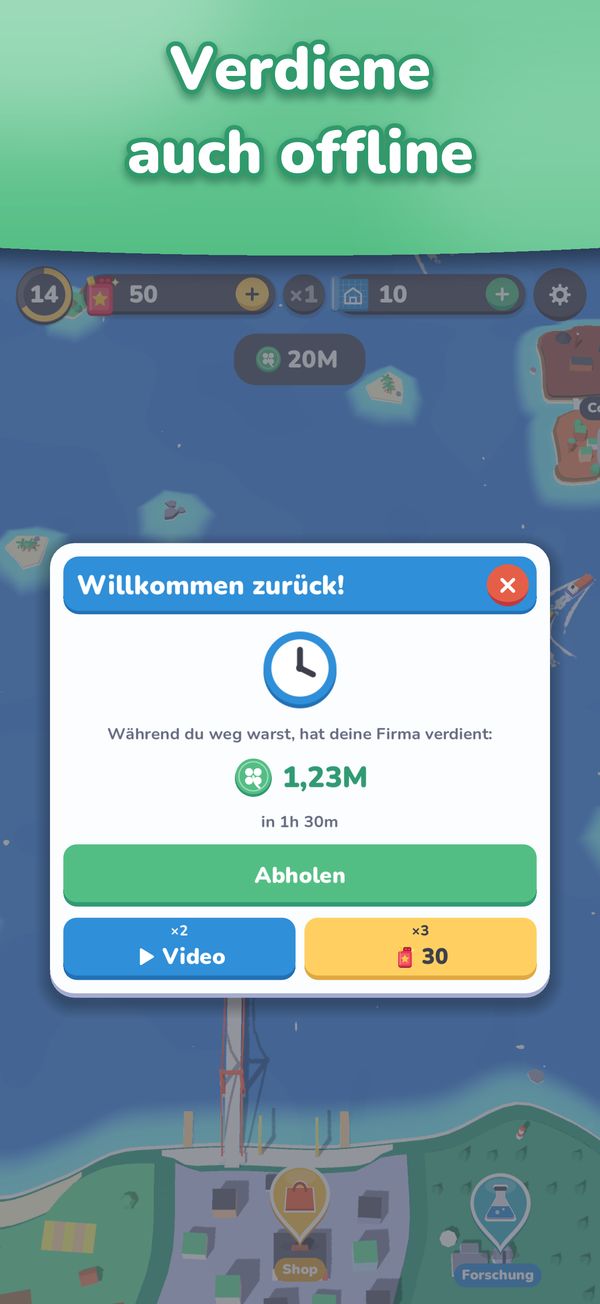 Verdiene
auch offline
14
50
×1
10
20M
Willkommen zurück!
Während du weg warst, hat deine Firma verdient:
1,23M
in 1h 30m
Abholen
×2
Video
×3
30
Shop
Forschung